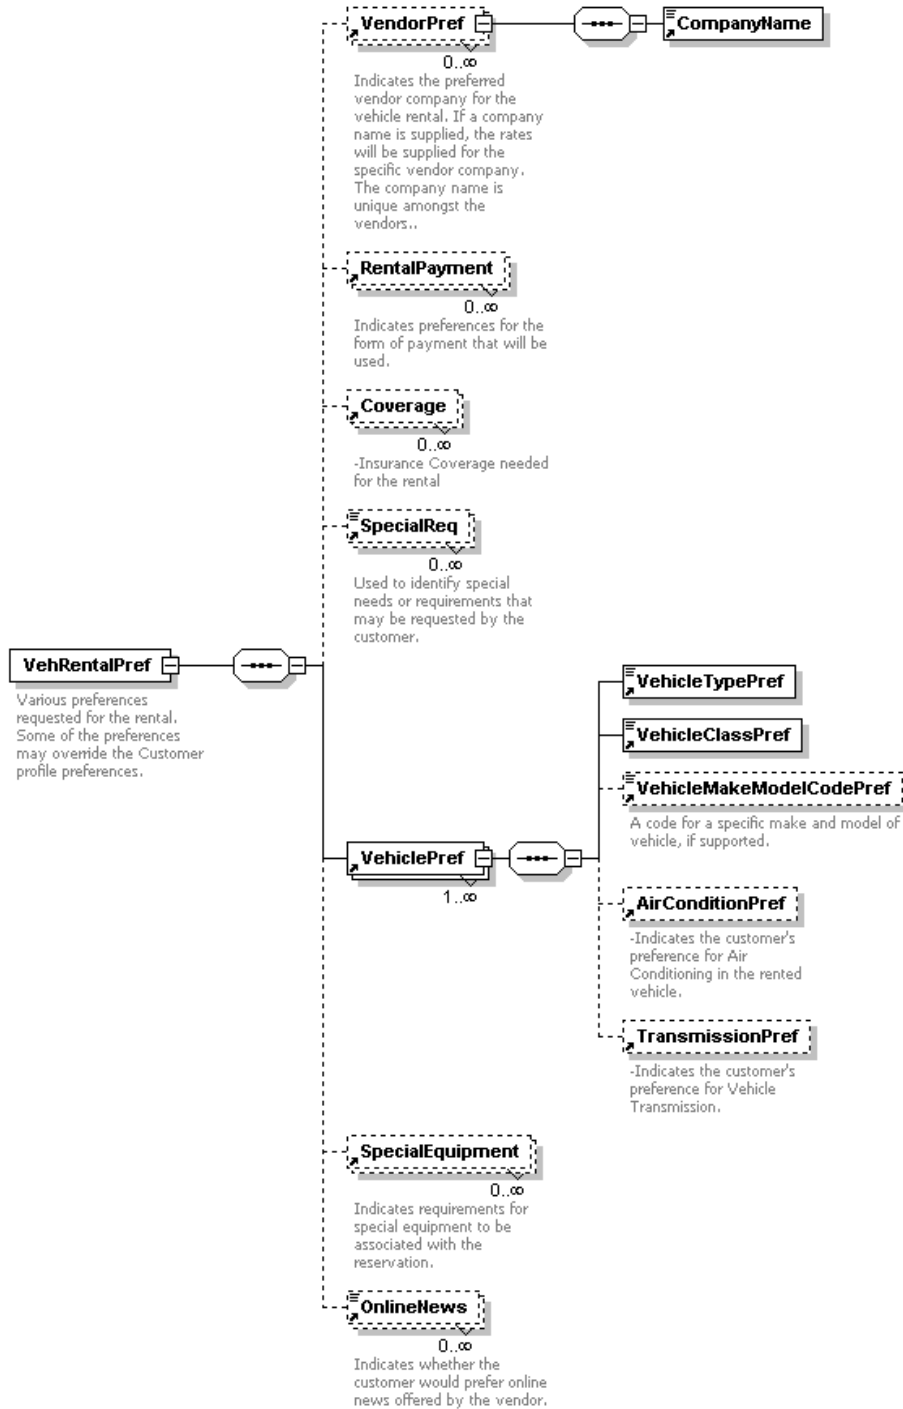 VendorPref
CompanyName
0..∞
Indicates the preferred
vendor company for the
vehicle rental. If a company
name is supplied, the rates
will be supplied for the
specific vendor company.
The company name is
unique amongst the
vendors..
RentalPayment
0..∞
Indicates preferences for the
form of payment that will be
used.
Coverage
0..∞
-Insurance Coverage needed
for the rental
SpecialReq
0..∞
Used to identify special
needs or requirements that
may be requested by the
customer.
VehRentalPref
Various preferences
requested for the rental.
Some of the preferences
may override the Customer
profile preferences.
VehiclePref
1..∞
VehicleTypePref
VehicleClassPref
VehicleMakeModelCodePref
A code for a specific make and model of
vehicle, if supported.
AirConditionPref
-Indicates the customer's
preference for Air
Conditioning in the rented
vehicle.
TransmissionPref
-Indicates the customer's
preference for Vehicle
Transmission.
SpecialEquipment
0..∞
Indicates requirements for
special equipment to be
associated with the
reservation.
OnlineNews
0..∞
Indicates whether the
customer would prefer online
news offered by the vendor.